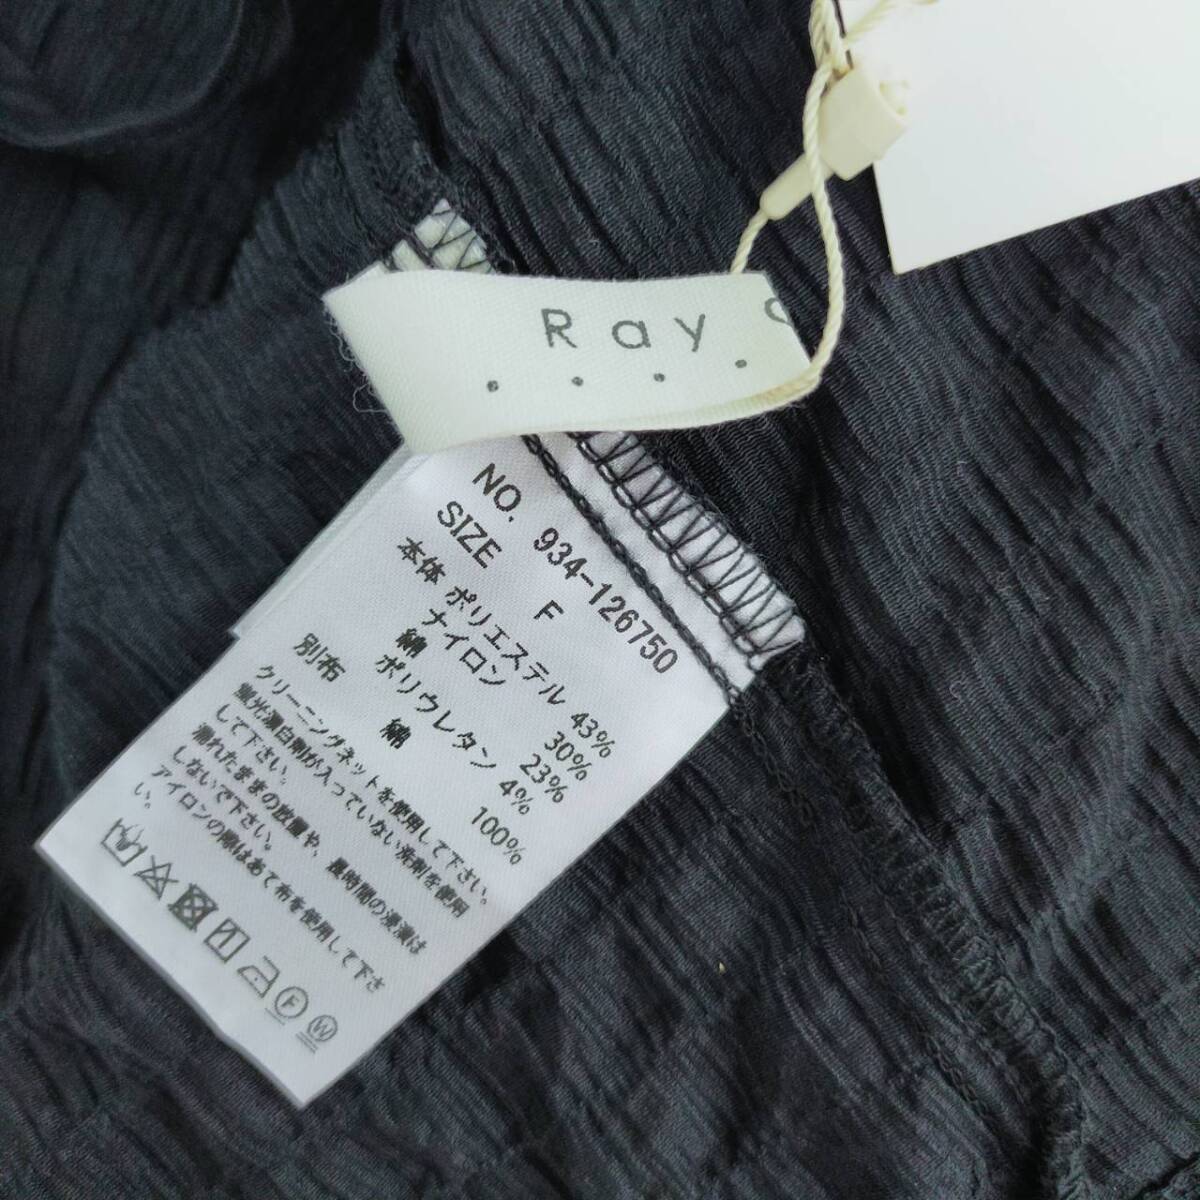 Ray.
NO. 934-126750
SIZE F
本体 ポリエステル 43%
ナイロン 30%
綿 23%
ポリウレタン 4%
別布 綿 100%
クリーニングネットを使用して下さい。
蛍光漂白剤が入っていない洗剤を使用
して下さい。
濡れたままの放置や、長時間の浸漬は
しないで下さい。
アイロンの際はあて布を使用して下さ
い。
F
W